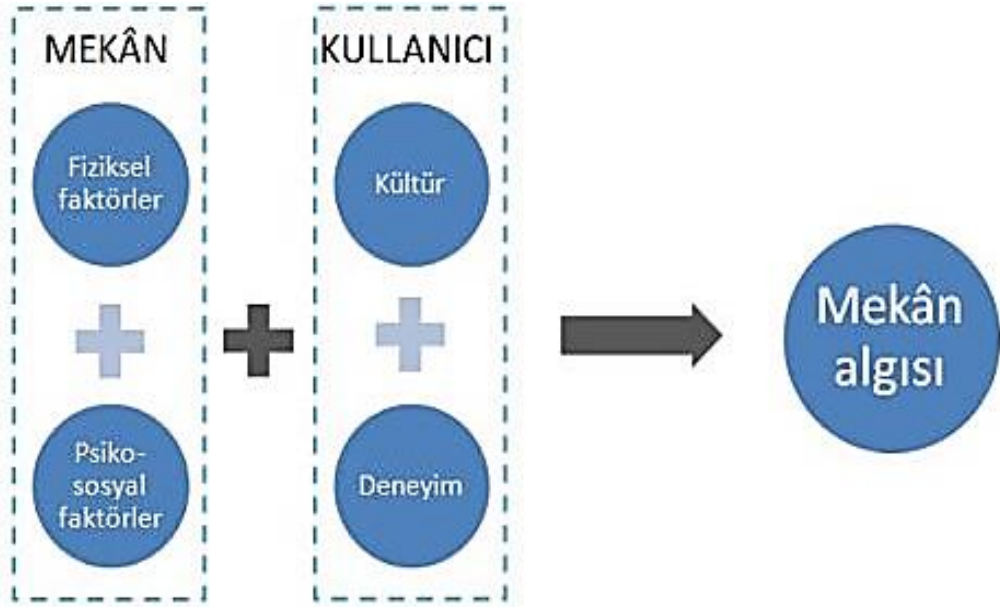 MEKÂN
Fiziksel
faktörler
Psiko-
sosyal
faktörler
KULLANICI
Kültür
Deneyim
Mekân
algısı